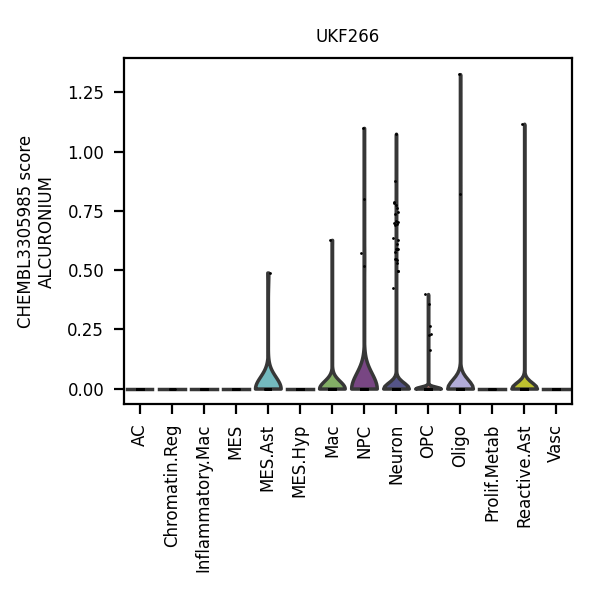 UKF266
CHEMBL3305985 score
ALCURONIUM
1.25
1.00
0.75
0.50
0.25
0.00
AC
Chromatin.Reg
Inflammatory.Mac
MES
MES.Ast
MES.Hyp
Mac
NPC
Neuron
OPC
Oligo
Prolif.Metab
Reactive.Ast
Vasc